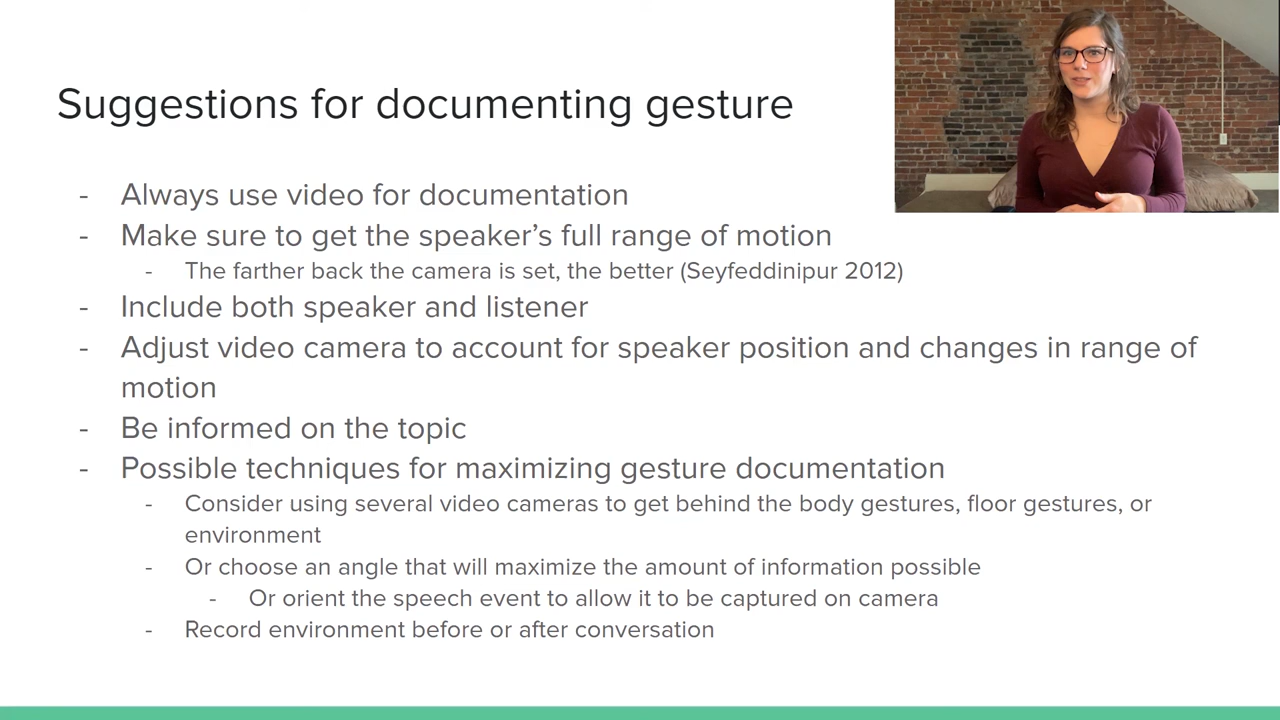 Suggestions for documenting gesture
- Always use video for documentation
- Make sure to get the speaker’s full range of motion
- The farther back the camera is set, the better (Seyfeddinipur 2012)
- Include both speaker and listener
- Adjust video camera to account for speaker position and changes in range of
motion
- Be informed on the topic
- Possible techniques for maximizing gesture documentation
- Consider using several video cameras to get behind the body gestures, floor gestures, or
environment
- Or choose an angle that will maximize the amount of information possible
- Or orient the speech event to allow it to be captured on camera
- Record environment before or after conversation